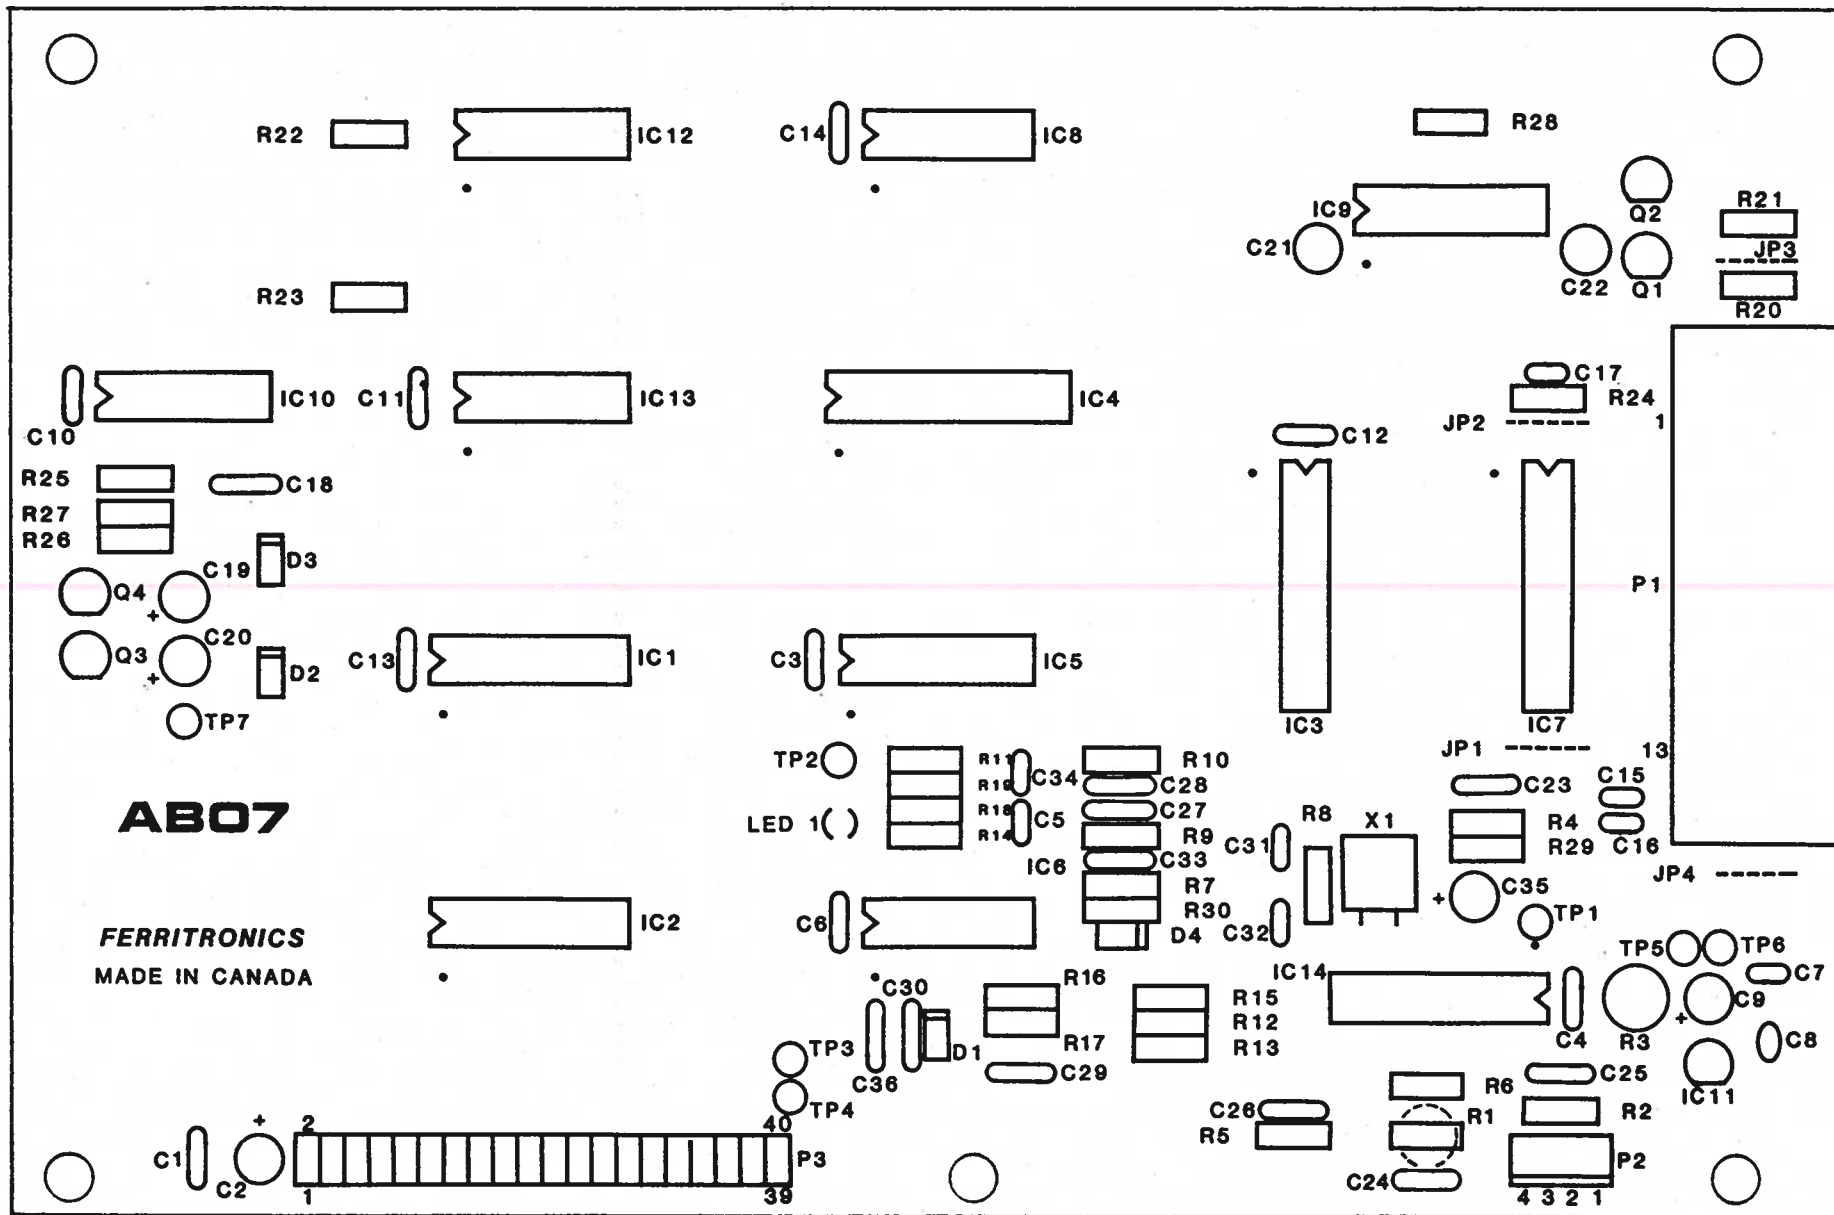 R22
IC12
C14
IC8
R28
IC9
Q2
R21
C21
JP3
R23
C22
Q1
R20
C17
IC10
C11
IC13
IC4
R24
C10
JP2
1
C12
R25
C18
R27
R26
D3
C19
Q4
P1
C20
Q3
C13
IC1
C3
IC5
D2
TP7
IC3
IC7
JP1
13
TP2
R11
R10
R19
C34
C28
C23
C15
AB07
LED 1
R18
C5
C27
R14
R9
R8
X1
R4
C16
C31
R29
IC6
C33
JP4
R7
C35
R30
TP1
IC2
C6
D4
C32
FERRITRONICS
TP5
TP6
MADE IN CANADA
IC14
C7
C30
R16
R15
C9
R12
R17
R13
C4
R3
C8
TP3
D1
C36
C29
C25
TP4
R6
IC11
C26
R1
R2
+
2
40
R5
C1
C2
P3
P2
C24
1
39
4 3 2 1